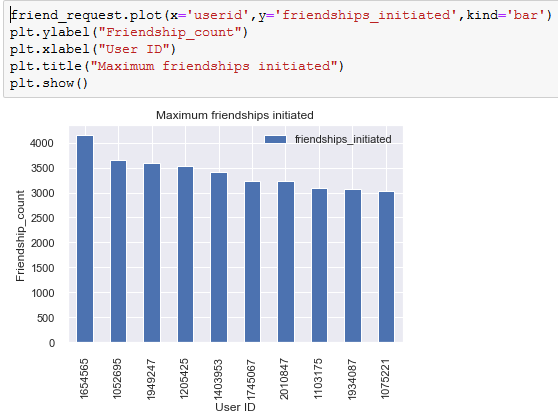 friend_request.plot(x='userid',y='friendships_initiated',kind='bar')
plt.ylabel("Friendship_count")
plt.xlabel("User ID")
plt.title("Maximum friendships initiated")
plt.show()
Maximum friendships initiated
friendships_initiated
4000
3500
3000
2500
2000
1500
1000
500
0
Friendship_count
1654565
1052695
1949247
1205425
1403953
1745067
2010847
1103175
1934087
1075221
User ID